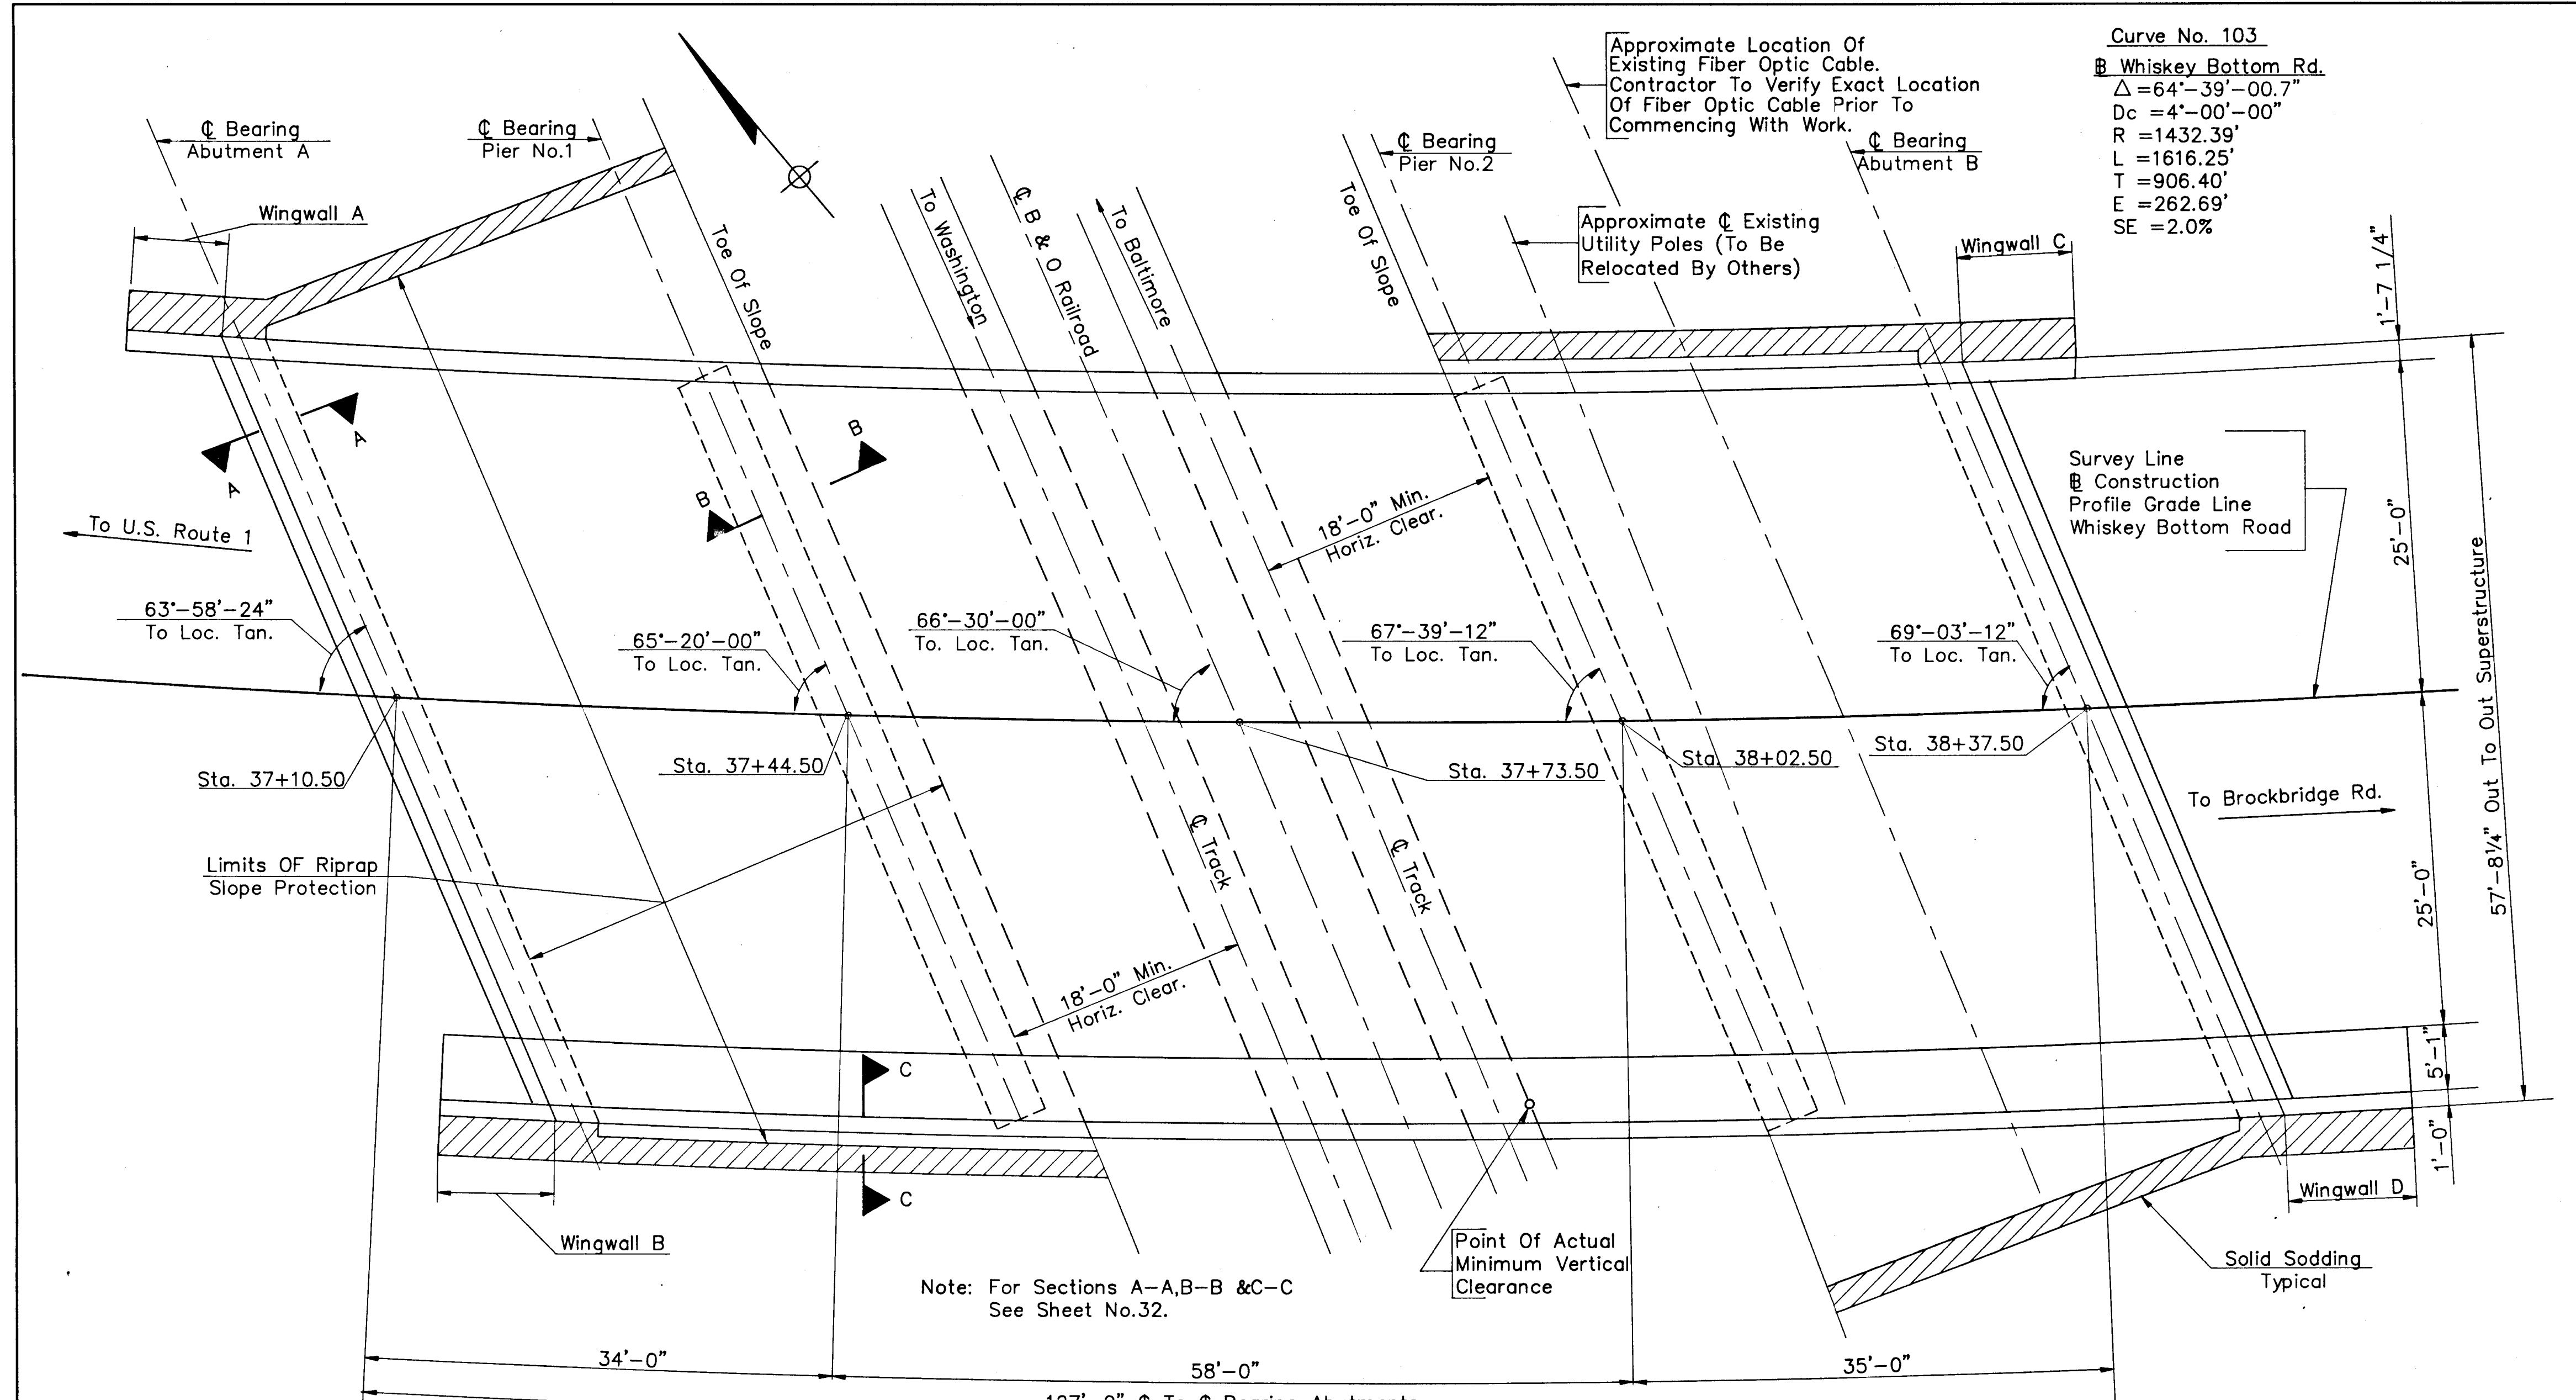 Curve No. 103
℄ Whiskey Bottom Rd.
△ =64°-39'-00.7"
Dc =4°-00'-00"
R =1432.39'
L =1616.25'
T =906.40'
E =262.69'
SE =2.0%
Approximate Location Of
Existing Fiber Optic Cable.
Contractor To Verify Exact Location
Of Fiber Optic Cable Prior To
Commencing With Work.
℄ Bearing
Abutment A
℄ Bearing
Pier No.1
℄ Bearing
Pier No.2
℄ Bearing
Abutment B
Wingwall A
Toe Of Slope
To Washington
℄ B & O Railroad
To Baltimore
Toe Of Slope
Approximate ℄ Existing
Utility Poles (To Be
Relocated By Others)
Wingwall C
1'-7 1/4"
A
A
B
B
18'-0" Min.
Horiz. Clear.
Survey Line
℄ Construction
Profile Grade Line
Whiskey Bottom Road
25'-0"
57'-8¼" Out To Out Superstructure
To U.S. Route 1
63°-58'-24"
To Loc. Tan.
65°-20'-00"
To Loc. Tan.
66°-30'-00"
To. Loc. Tan.
67°-39'-12"
To Loc. Tan.
69°-03'-12"
To Loc. Tan.
Sta. 37+10.50
Sta. 37+44.50
Sta. 37+73.50
Sta. 38+02.50
Sta. 38+37.50
To Brockbridge Rd.
Limits OF Riprap
Slope Protection
℄ Track
℄ Track
25'-0"
18'-0" Min.
Horiz. Clear.
C
C
5'-1"
1'-0"
Wingwall B
Wingwall D
Point Of Actual
Minimum Vertical
Clearance
Solid Sodding
Typical
Note: For Sections A-A,B-B &C-C
See Sheet No.32.
34'-0"
58'-0"
35'-0"
127'-0" ℄ To ℄ Bearing Abutments